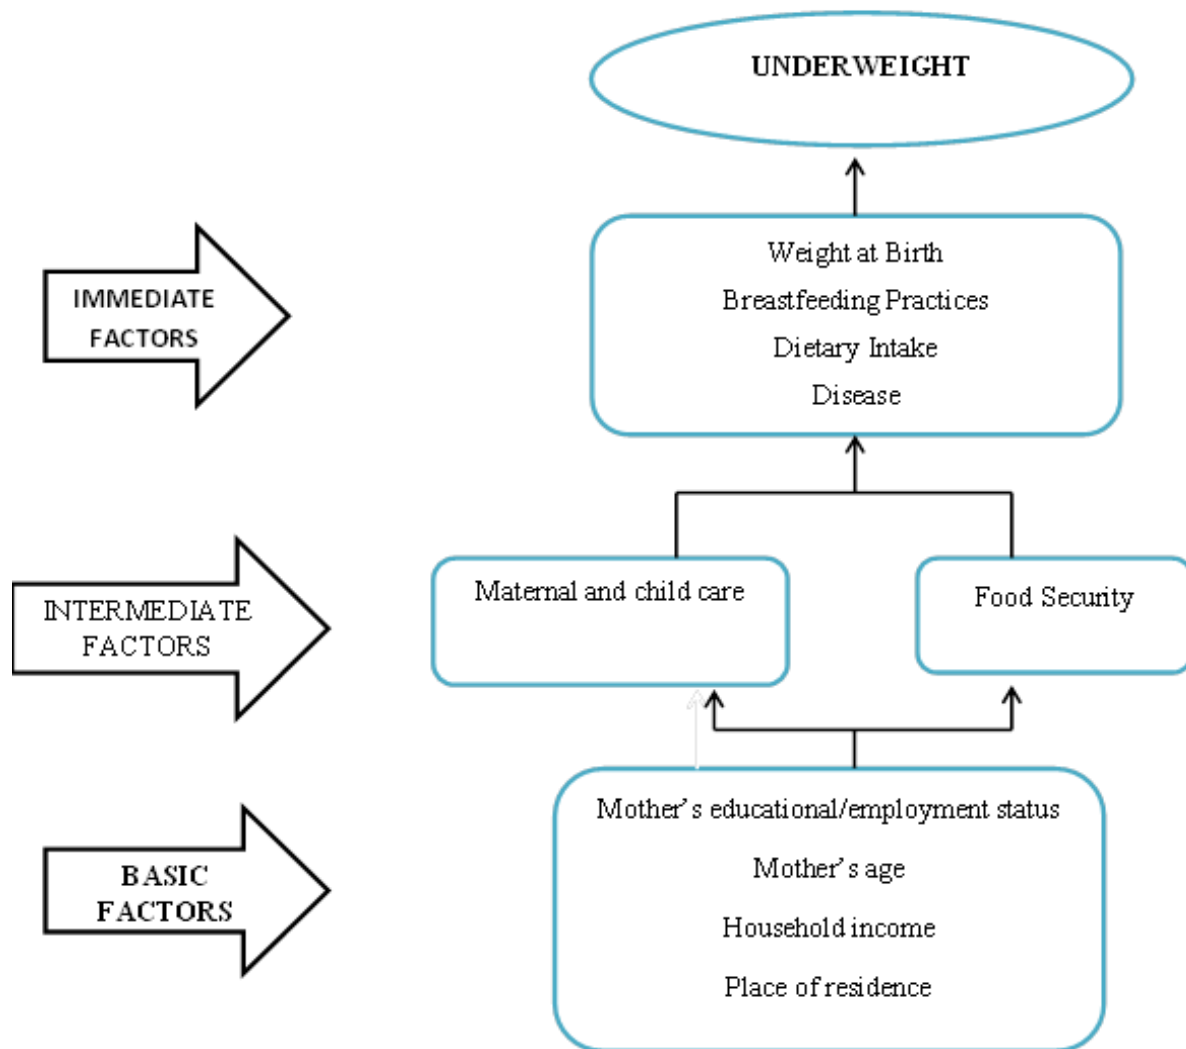 UNDERWEIGHT
IMMEDIATE
FACTORS
Weight at Birth
Breastfeeding Practices
Dietary Intake
Disease
INTERMEDIATE
FACTORS
Maternal and child care
Food Security
BASIC
FACTORS
Mother’s educational/employment status
Mother’s age
Household income
Place of residence